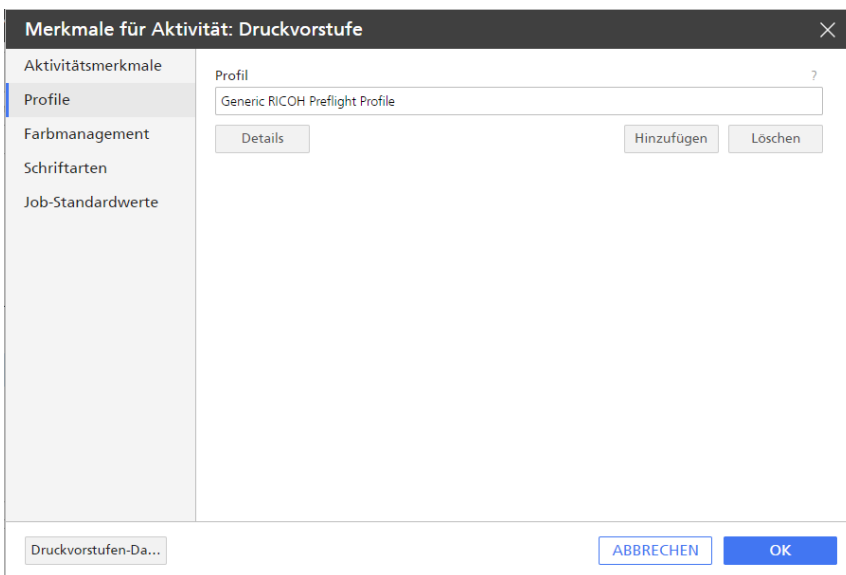 Merkmale für Aktivität: Druckvorstufe
Aktivitätsmerkmale
Profile
Farbmanagement
Schriftarten
Job-Standardwerte
Profil ?
Generic RICOH Preflight Profile
Details Hinzufügen Löschen
Druckvorstufen-Da... ABBRECHEN OK